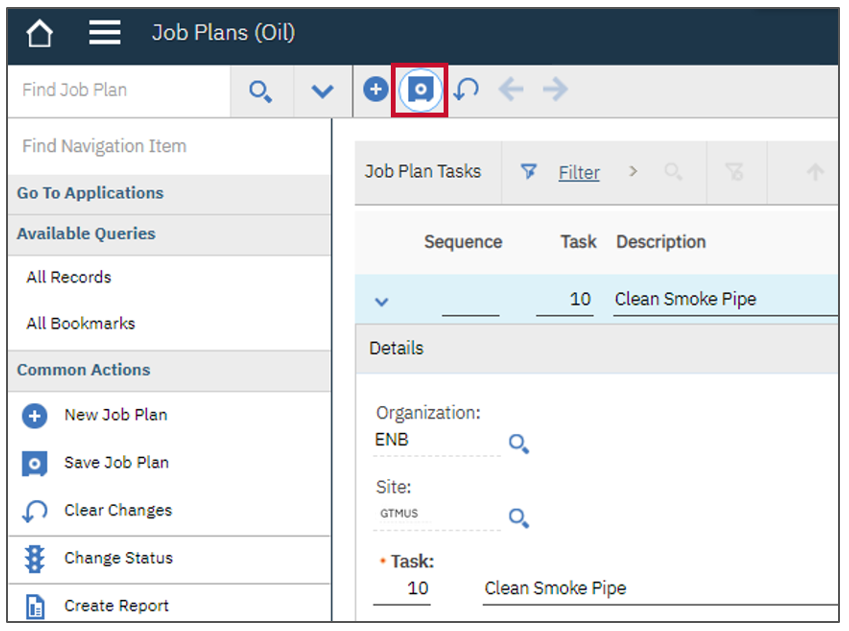 Job Plans (Oil)
Find Job Plan
Find Navigation Item
Go To Applications
Available Queries
All Records
All Bookmarks
Common Actions
New Job Plan
Save Job Plan
Clear Changes
Change Status
Create Report
Job Plan Tasks Filter
Sequence Task Description
10 Clean Smoke Pipe
Details
Organization:
ENB
Site:
GTMUS
Task:
10 Clean Smoke Pipe